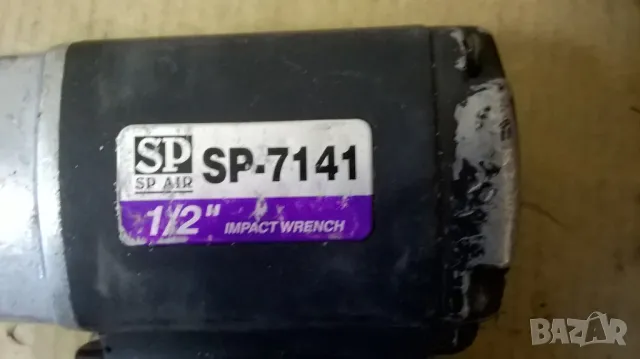 SP SP-7141
SP AIR
1/2" IMPACT WRENCH
BAZAR